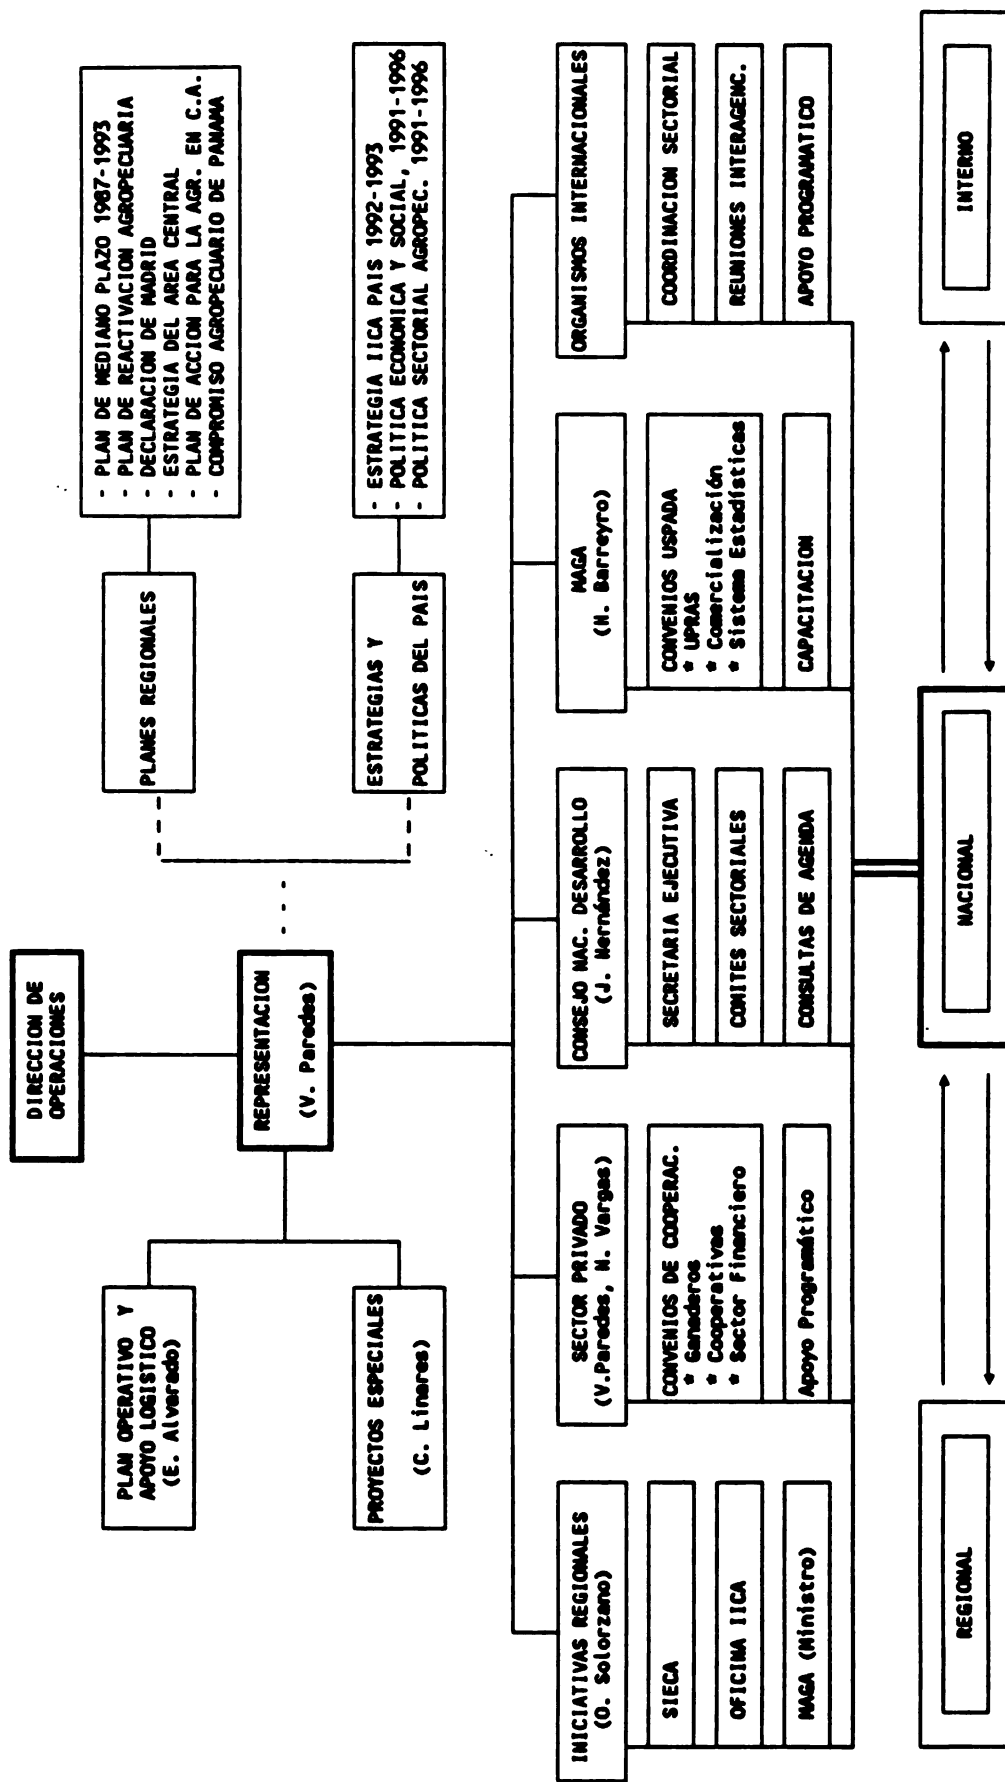 DIRECCION DE
OPERACIONES
PLAN OPERATIVO Y
APOYO LOGISTICO
(E. Alvarado)
REPRESENTACION
(V. Paredes)
PLANES REGIONALES
- PLAN DE MEDIANO PLAZO 1987-1993
- PLAN DE REACTIVACION AGROPECUARIA
- DECLARACION DE MADRID
- ESTRATEGIA DEL AREA CENTRAL
- PLAN DE ACCION PARA LA AGR. EN C.A.
- COMPROMISO AGROPECUARIO DE PANAMA
PROYECTOS ESPECIALES
(C. Linares)
ESTRATEGIAS Y
POLITICAS DEL PAIS
- ESTRATEGIA IICA PAIS 1992-1993
- POLITICA ECONOMICA Y SOCIAL, 1991-1996
- POLITICA SECTORIAL AGROPEC. 1991-1996
INICIATIVAS REGIONALES
(O. Solorzano)
SIECA
OFICINA IICA
MAGA (Ministro)
SECTOR PRIVADO
(V.Paredes, N. Vargas)
CONVENIOS DE COOPERAC.
* Ganaderos
* Cooperativas
* Sector Financiero
Apoyo Programático
CONSEJO NAC. DESARROLLO
(J. Hernández)
SECRETARIA EJECUTIVA
COMITES SECTORIALES
CONSULTAS DE AGENDA
MAGA
(H. Barreyro)
CONVENIOS USPADA
* UPRAS
* Comercialización
* Sistema Estadísticas
CAPACITACION
ORGANISMOS INTERNACIONALES
COORDINACION SECTORIAL
REUNIONES INTERAGENC.
APOYO PROGRAMATICO
REGIONAL
NACIONAL
INTERNO